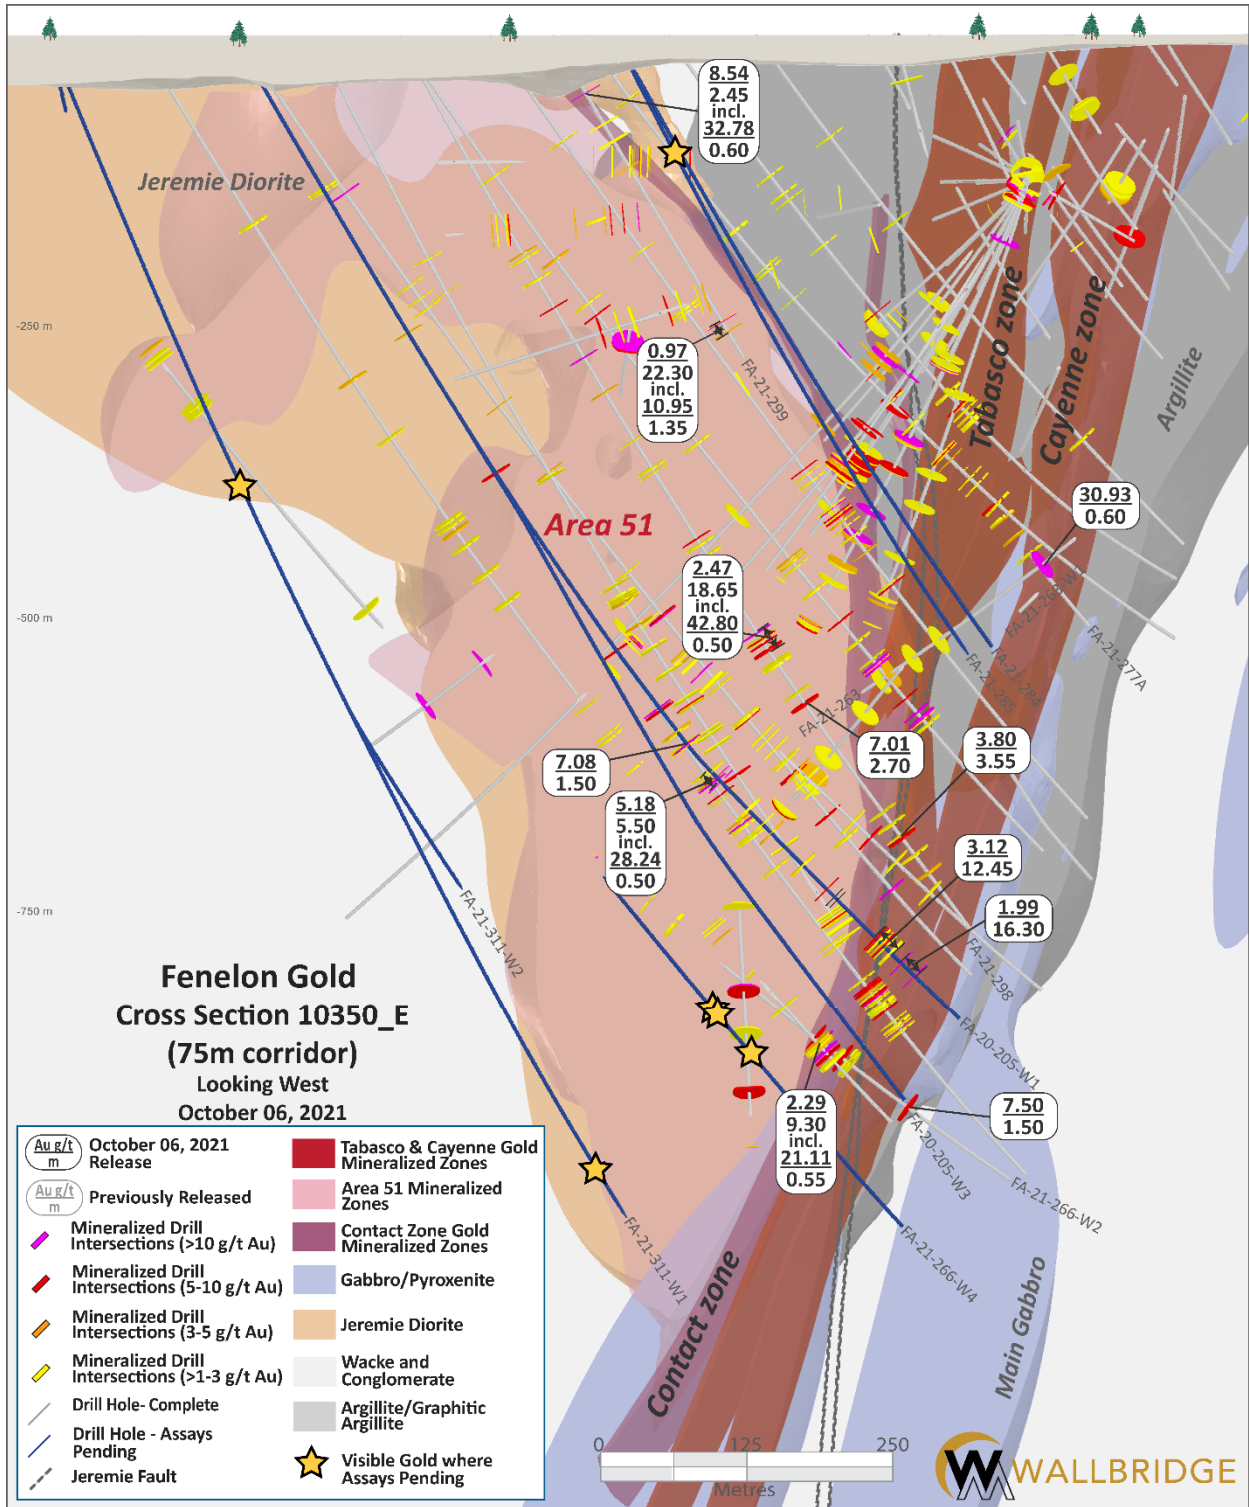 8.54
2.45
incl.
32.78
0.60
Jeremie Diorite
-250 m
0.97
22.30
incl.
10.95
1.35
FA-21-299
Tabasco zone
Cayenne zone
Argillite
Area 51
30.93
0.60
2.47
18.65
incl.
42.80
0.50
-500 m
FA-21-268-W1
FA-21-277A
FA-21-284
FA-21-285
FA-21-263
7.01
2.70
3.80
3.55
7.08
1.50
5.18
5.50
incl.
28.24
0.50
3.12
12.45
1.99
16.30
-750 m
FA-21-311-W2
FA-21-298
FA-20-205-W1
Fenelon Gold
Cross Section 10350_E
(75m corridor)
Looking West
October 06, 2021
2.29
9.30
incl.
21.11
0.55
7.50
1.50
FA-20-205-W3
FA-21-266-W2
FA-21-266-W4
FA-21-311-W1
Contact zone
Main Gabbro
Au g/t
m
October 06, 2021
Release
Au g/t
m
Previously Released
Mineralized Drill
Intersections (>10 g/t Au)
Mineralized Drill
Intersections (5-10 g/t Au)
Mineralized Drill
Intersections (3-5 g/t Au)
Mineralized Drill
Intersections (>1-3 g/t Au)
Drill Hole- Complete
Drill Hole - Assays
Pending
Jeremie Fault
Tabasco & Cayenne Gold
Mineralized Zones
Area 51 Mineralized
Zones
Contact Zone Gold
Mineralized Zones
Gabbro/Pyroxenite
Jeremie Diorite
Wacke and
Conglomerate
Argillite/Graphitic
Argillite
Visible Gold where
Assays Pending
0 125 250
Metres
WALLBRIDGE